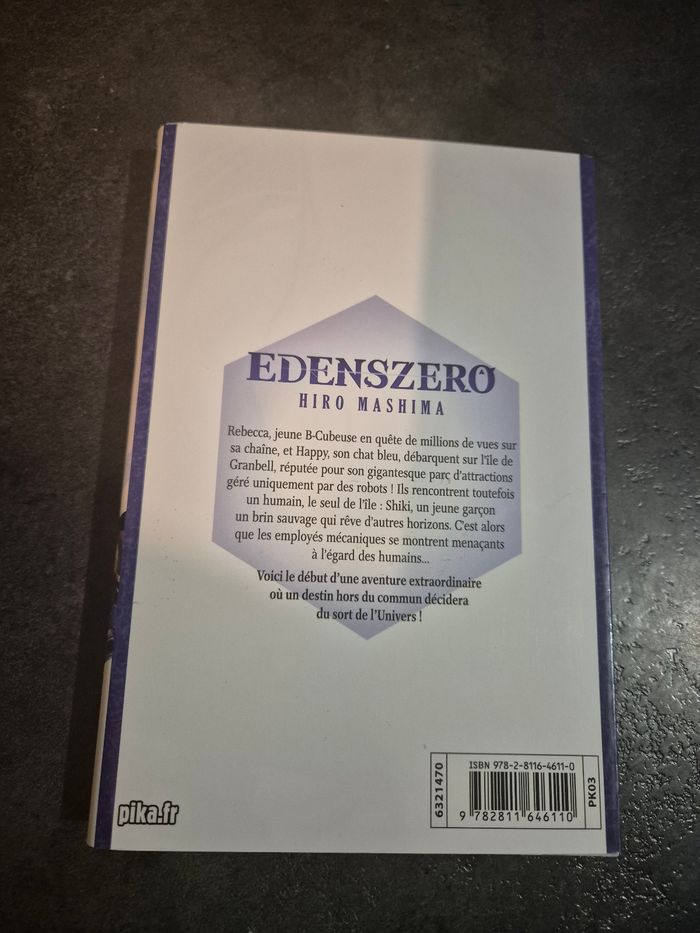 EDENSZERO
HIRO MASHIMA
Rebecca, jeune B-Cubeuse en quête de millions de vues sur
sa chaîne, et Happy, son chat bleu, débarquent sur l'île de
Granbell, réputée pour son gigantesque parc d'attractions
géré uniquement par des robots ! Ils rencontrent toutefois
un humain, le seul de l'île : Shiki, un jeune garçon
un brin sauvage qui rêve d'autres horizons. C'est alors
que les employés mécaniques se montrent menaçants
à l'égard des humains...
Voici le début d'une aventure extraordinaire
où un destin hors du commun décidera
du sort de l'Univers !
pika.fr
6321470
ISBN 978-2-8116-4611-0
9 782811 646110
PK03